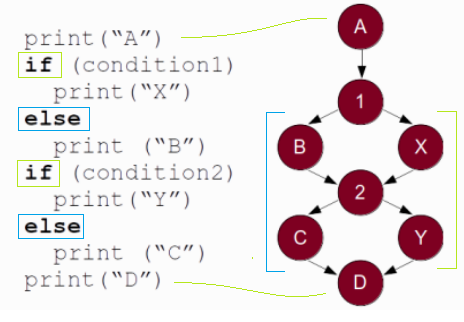 print(“A”)
if (condition1)
print(“X”)
else
print (“B”)
if (condition2)
print(“Y”)
else
print (“C”)
print(“D”)
A
1
B
X
2
C
Y
D